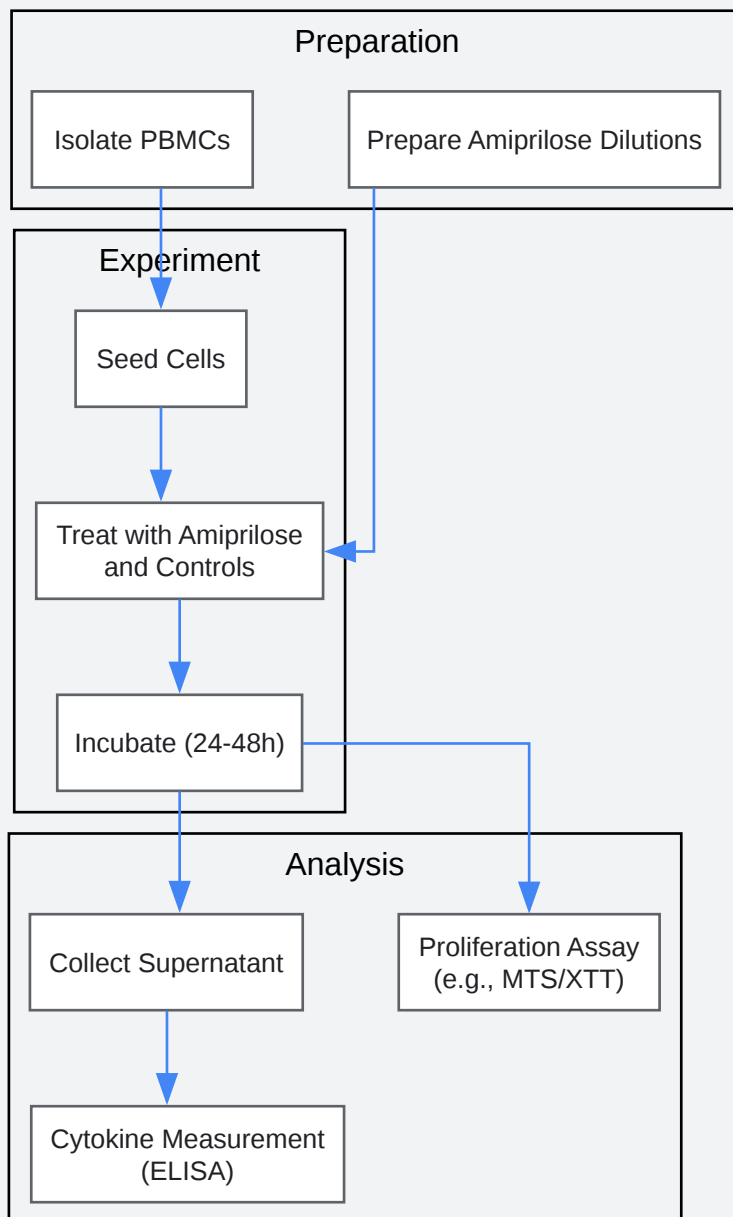 Preparation
Isolate PBMCs
Prepare Amiprilose Dilutions
Experiment
Seed Cells
Treat with Amiprilose
and Controls
Incubate (24-48h)
Analysis
Collect Supernatant
Proliferation Assay
(e.g., MTS/XTT)
Cytokine Measurement
(ELISA)